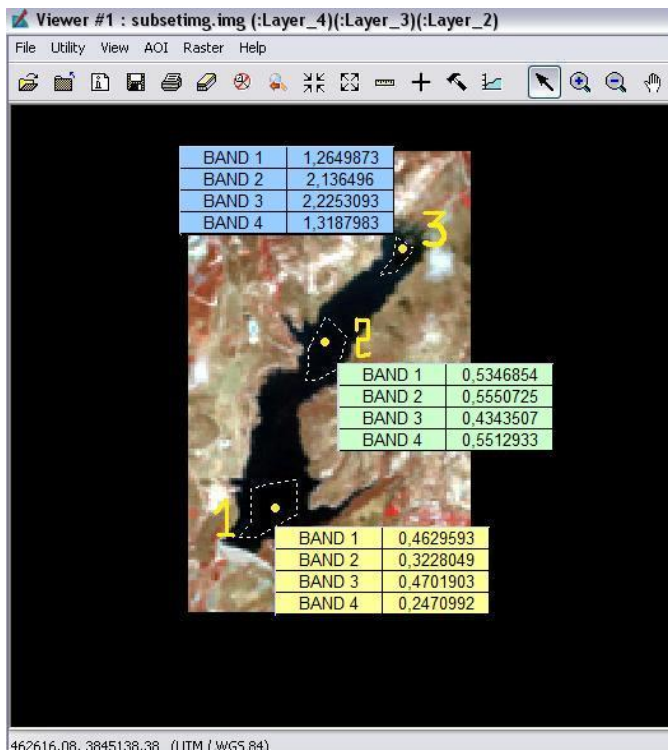 Viewer #1 : subsetimg.img (:Layer_4)(:Layer_3)(:Layer_2)
File Utility View AOI Raster Help
BAND 1 1,2649873
BAND 2 2,136496
BAND 3 2,2253093
BAND 4 1,3187983
3
2
BAND 1 0,5346854
BAND 2 0,5550725
BAND 3 0,4343507
BAND 4 0,5512933
1
BAND 1 0,4629593
BAND 2 0,3228049
BAND 3 0,4701903
BAND 4 0,2470992
462616.08, 3845138.38 (UTM / WGS 84)